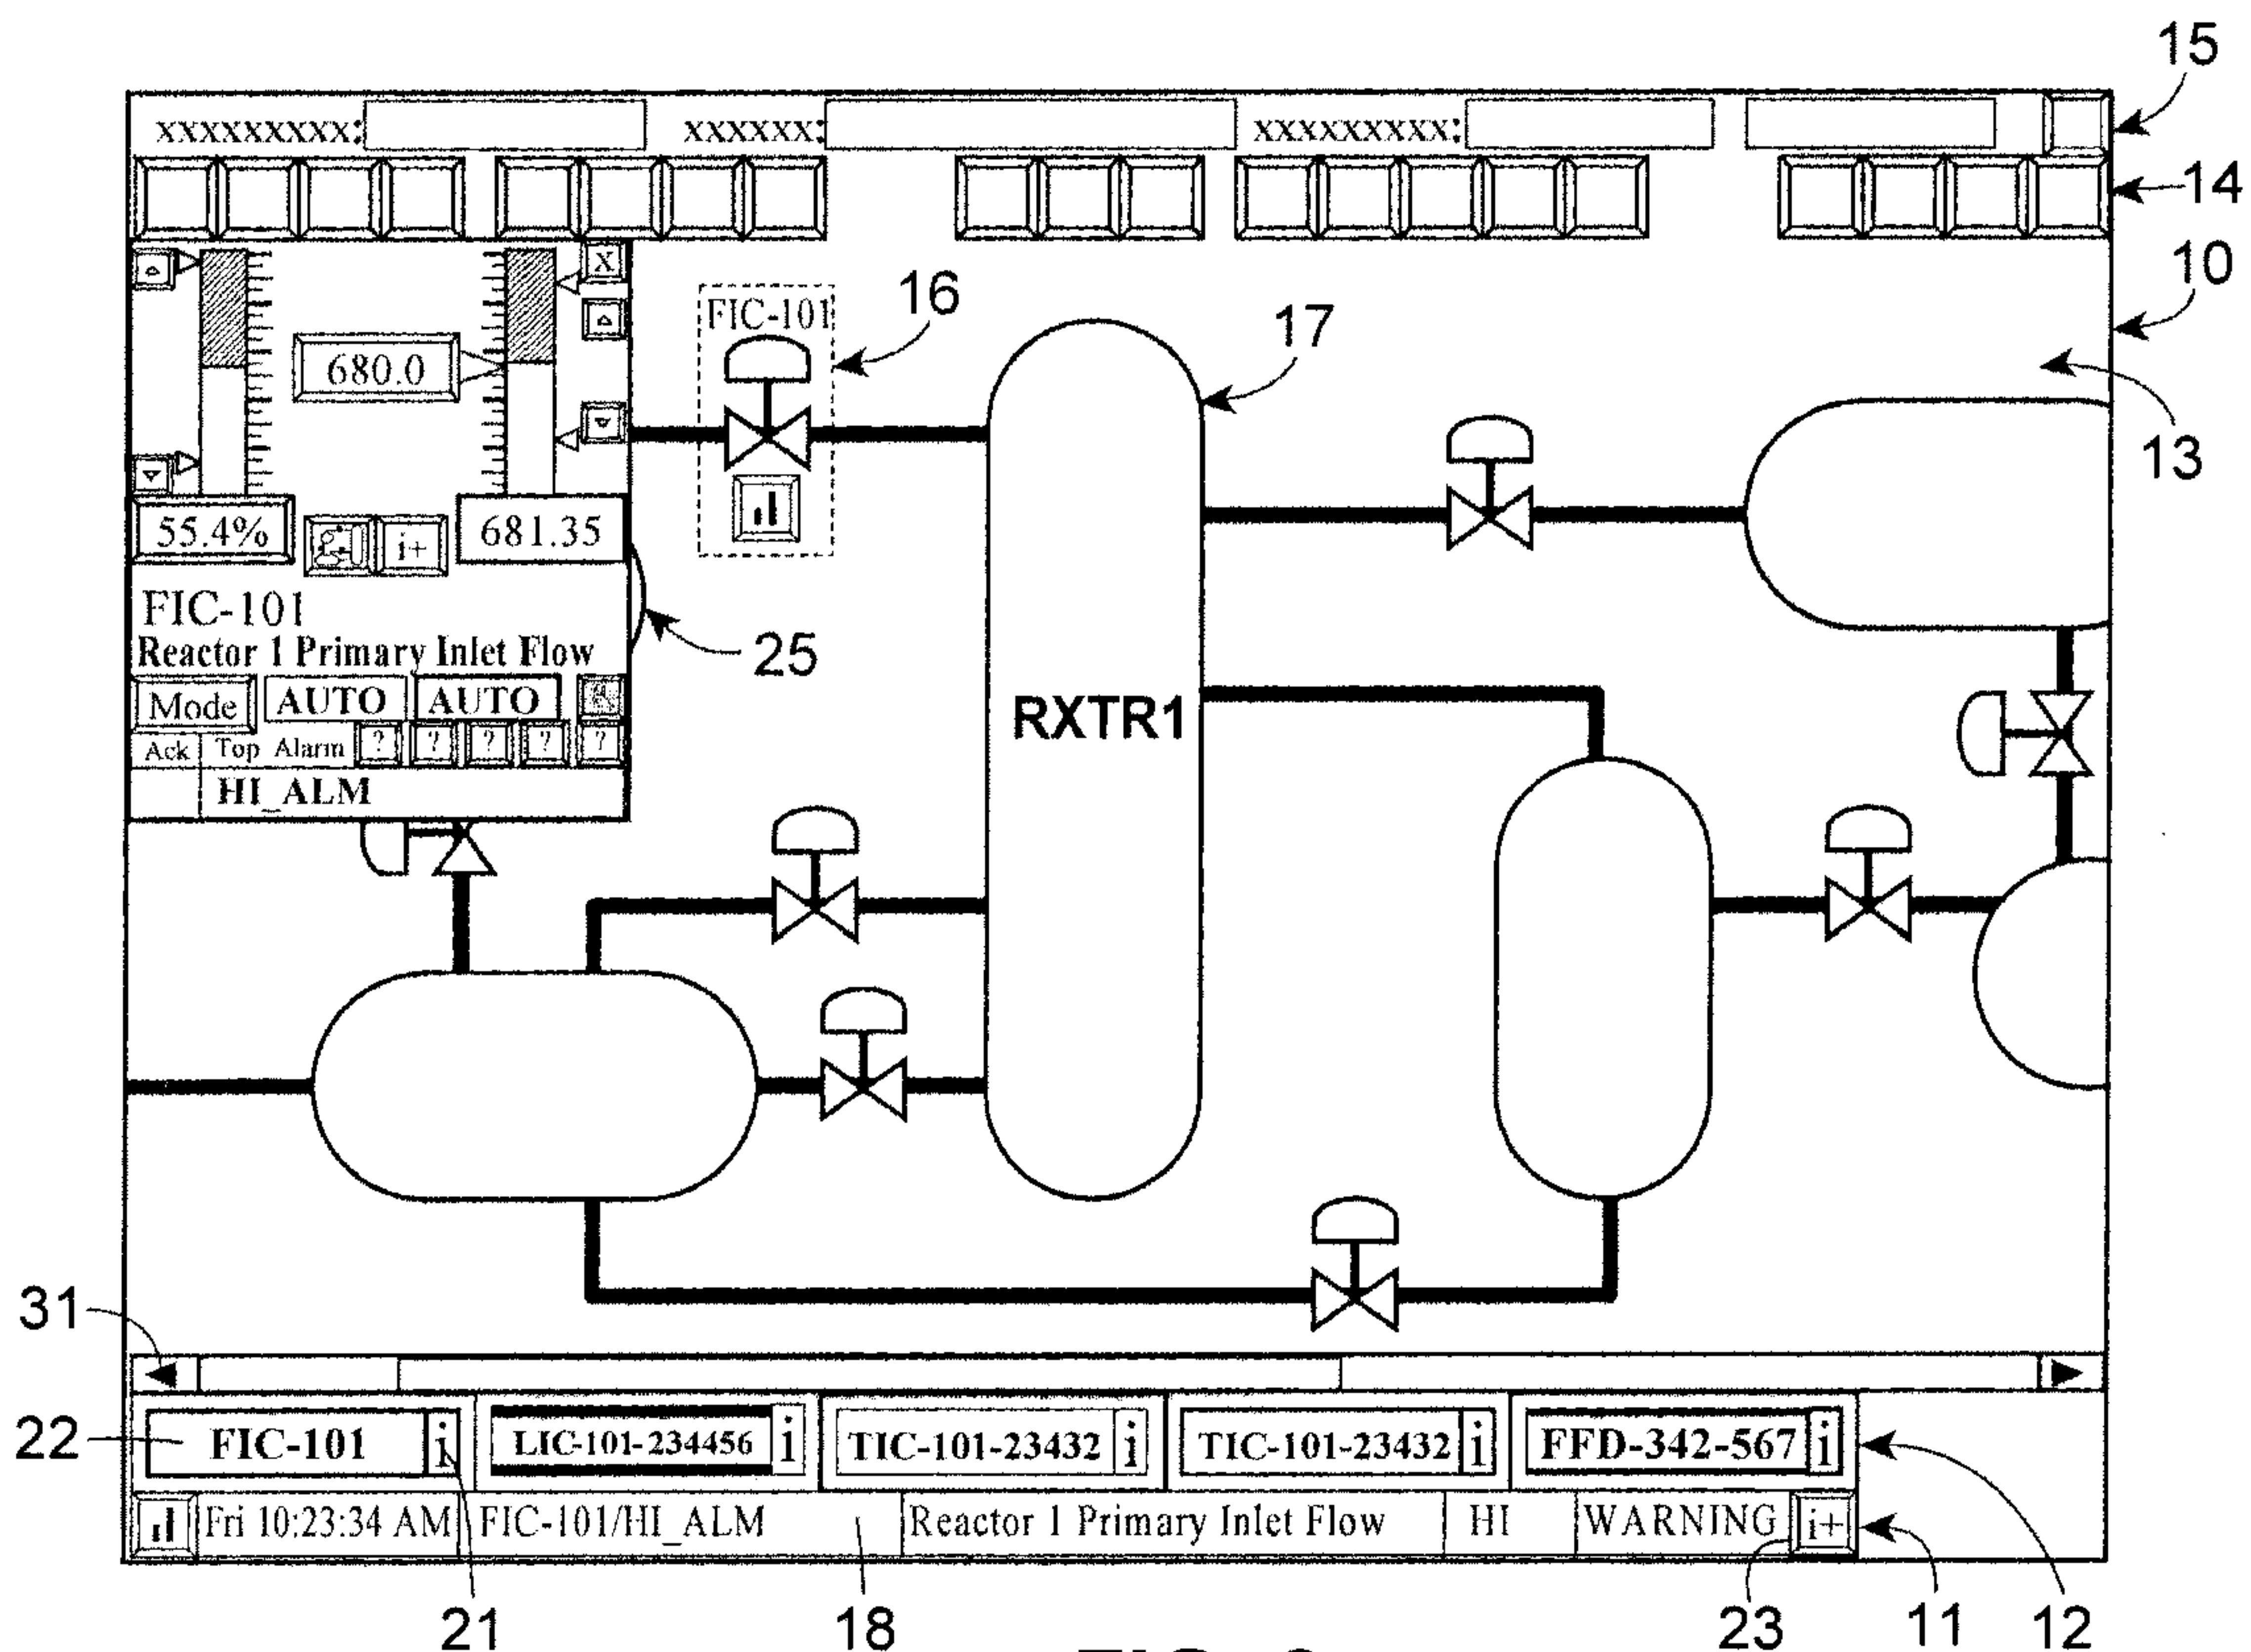 15
xxxxxxxxx: xxxxxx: xxxxxxxxx:
14
10
X
FIC-101
16
17
680.0
13
55.4% i+ 681.35
FIC-101
Reactor 1 Primary Inlet Flow
25
Mode AUTO AUTO
RXTR1
Ack Top Alarm ? ? ? ? ?
HI_ALM
31
22
FIC-101 i LIC-101-234456 i TIC-101-23432 i TIC-101-23432 i FFD-342-567 i
Fri 10:23:34 AM FIC-101/HI_ALM Reactor 1 Primary Inlet Flow HI WARNING i+
21 18 23 11 12